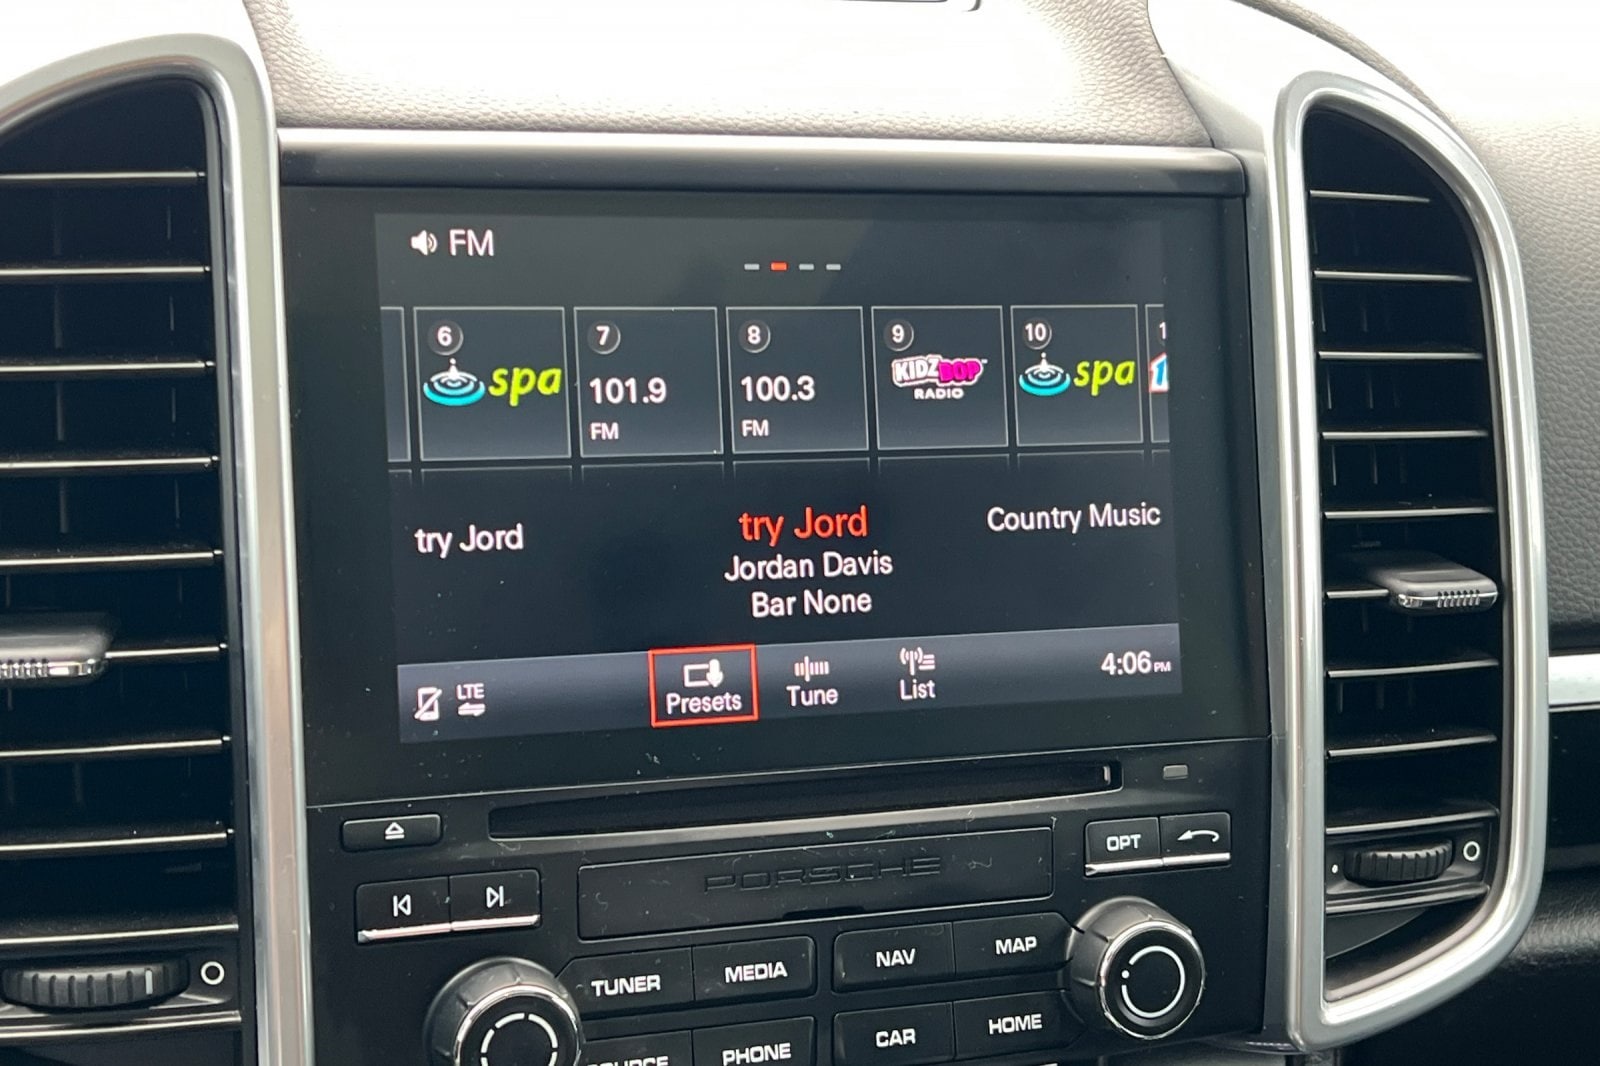 FM
6
7
8
9
10
spa
101.9
FM
100.3
FM
KIDZ BOP
RADIO
spa
try Jord
try Jord
Country Music
Jordan Davis
Bar None
LTE
Presets
Tune
List
4:06 PM
OPT
PORSCHE
TUNER
MEDIA
NAV
MAP
PHONE
CAR
HOME